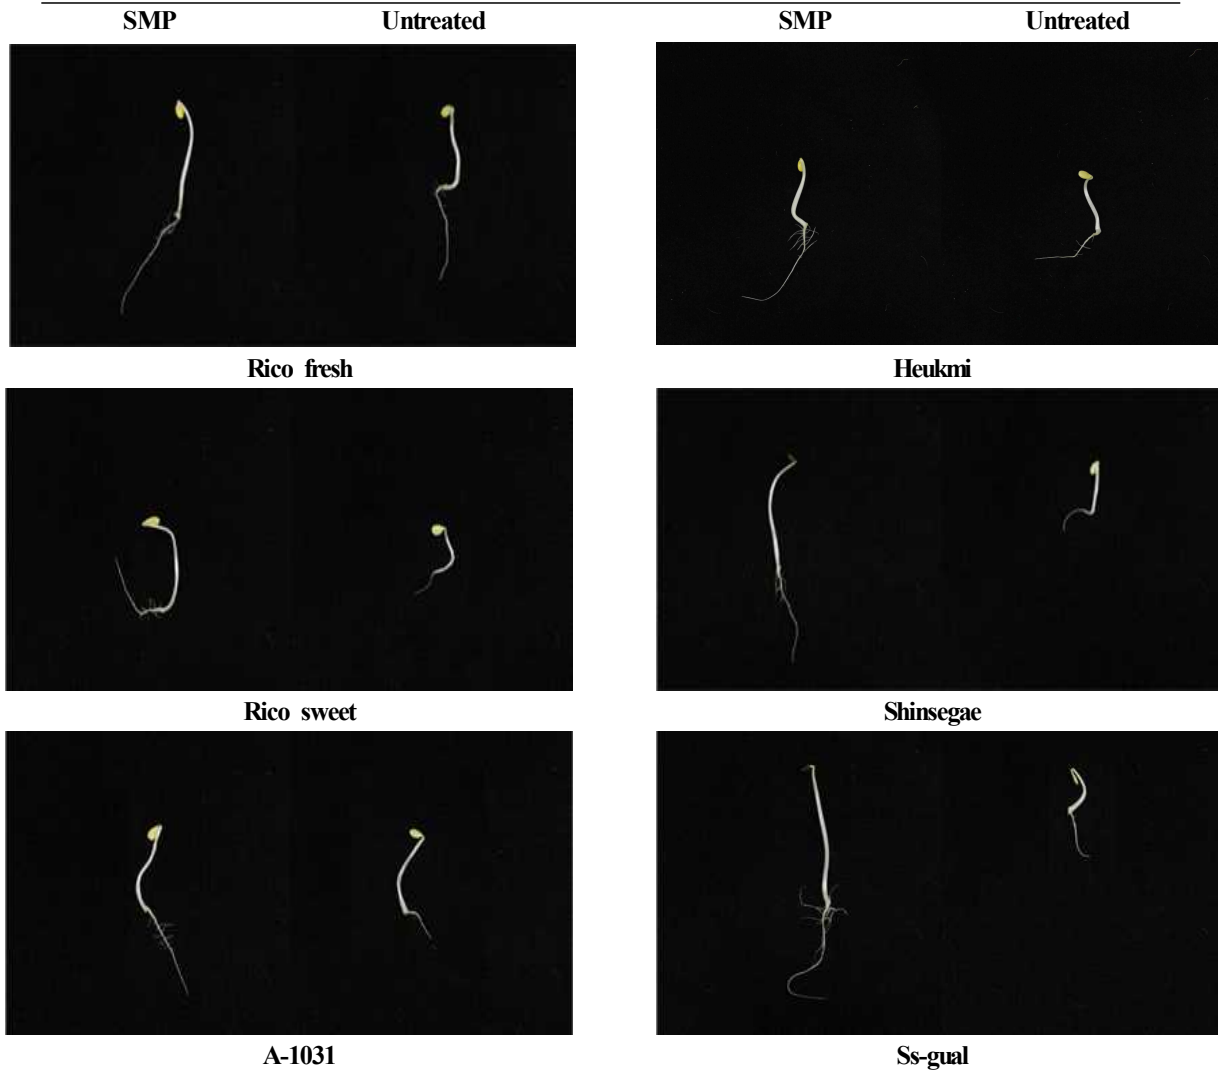 SMP Untreated SMP Untreated
Rico fresh Heukmi
Rico sweet Shinsegae
A-1031 Ss-gual